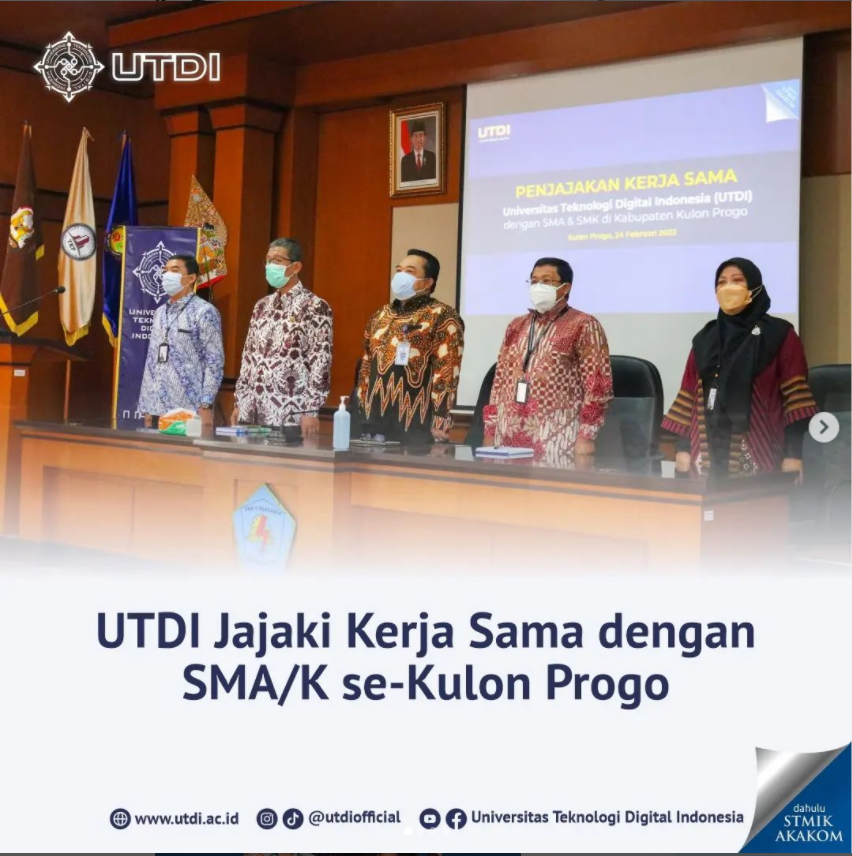 UTDI
UTDI
PENJAJAKAN KERJA SAMA
Universitas Teknologi Digital Indonesia (UTDI)
dengan SMA & SMK di Kabupaten Kulon Progo
Kulon Progo, 24 Februari 2022
UTDI Jajaki Kerja Sama dengan
SMA/K se-Kulon Progo
www.utdi.ac.id @utdiofficial Universitas Teknologi Digital Indonesia
dahulu
STMIK
AKAKOM